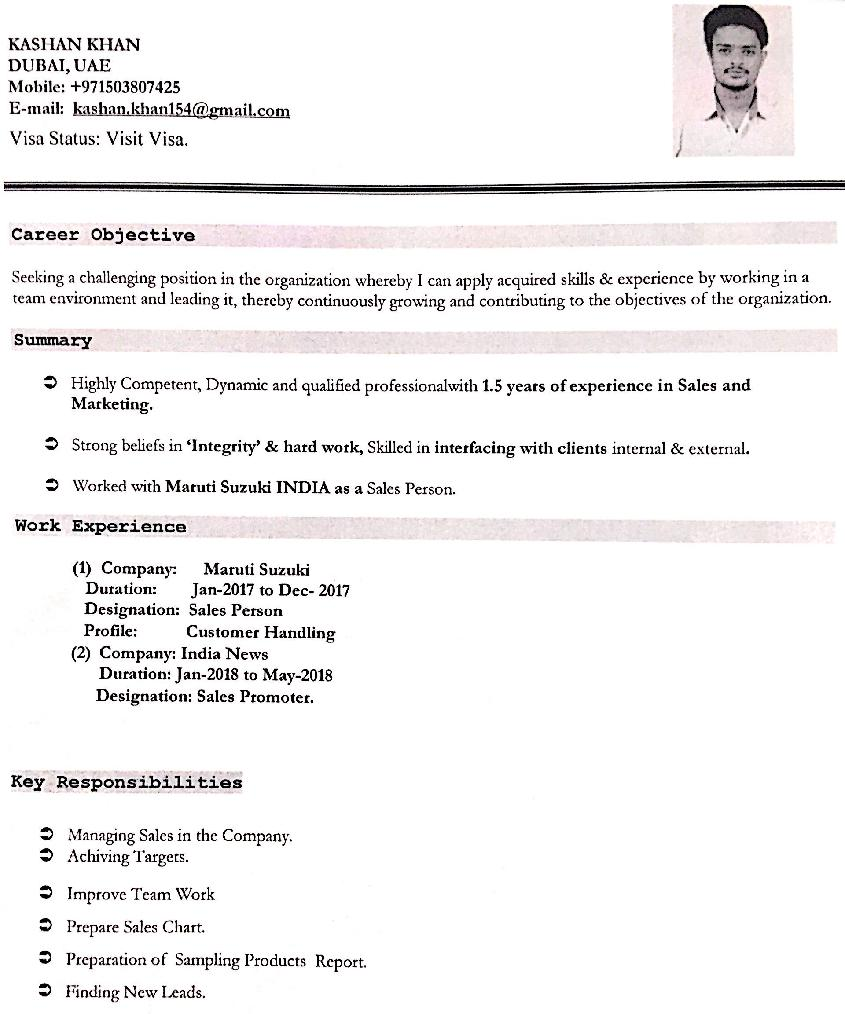 KASHAN KHAN
DUBAI, UAE
Mobile: +971503807425
E-mail: kashan.khan154@gmail.com
Visa Status: Visit Visa.
Career Objective
Seeking a challenging position in the organization whereby I can apply acquired skills & experience by working in a
team environment and leading it, thereby continuously growing and contributing to the objectives of the organization.
Summary
➲ Highly Competent, Dynamic and qualified professionalwith 1.5 years of experience in Sales and
Marketing.
➲ Strong beliefs in ‘Integrity’ & hard work, Skilled in interfacing with clients internal & external.
➲ Worked with Maruti Suzuki INDIA as a Sales Person.
Work Experience
(1) Company: Maruti Suzuki
Duration: Jan-2017 to Dec- 2017
Designation: Sales Person
Profile: Customer Handling
(2) Company: India News
Duration: Jan-2018 to May-2018
Designation: Sales Promoter.
Key Responsibilities
➲ Managing Sales in the Company.
➲ Achiving Targets.
➲ Improve Team Work
➲ Prepare Sales Chart.
➲ Preparation of Sampling Products Report.
➲ Finding New Leads.